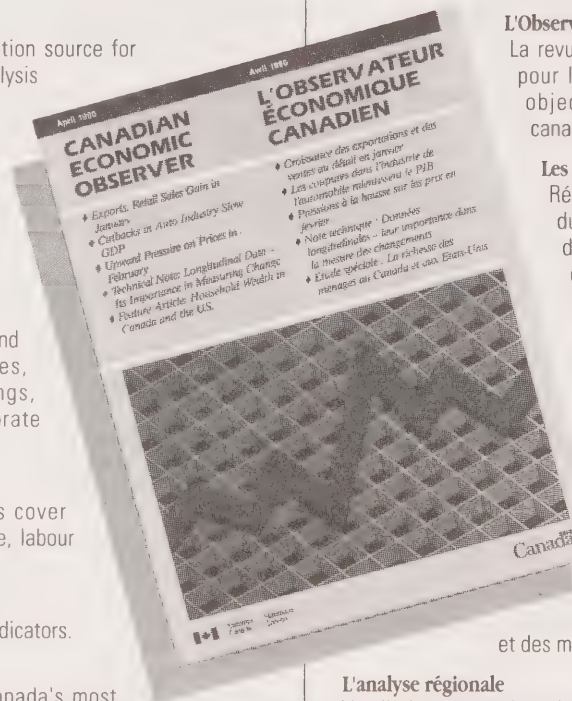 tion source for
lysis
nd
es,
ngs,
orate
s cover
e, labour
dicators.
anada's most
April 1990
CANADIAN
ECONOMIC
OBSERVER
♦ Exports, Retail Sales Gain in
January
♦ Cutbacks in Auto Industry Slow
GDP
♦ Upward Pressure on Prices in
February
♦ Technical Note: Longitudinal Data -
Its Importance in Measuring Change
♦ Feature Article: Household Wealth in
Canada and the U.S.
Avril 1990
L'OBSERVATEUR
ÉCONOMIQUE
CANADIEN
♦ Croissance des exportations et des
ventes au détail en janvier
♦ Les coupures dans l'industrie de
l'automobile ralentissent le PIB
♦ Pressions à la hausse sur les prix en
février
♦ Note technique : Données
longitudinales - leur importance dans
la mesure des changements
♦ Étude spéciale : La richesse des
ménages au Canada et aux États-Unis
Statistics Statistique
Canada Canada
Canada
L'Observ
La revu
pour l
objec
cana
Les
Ré
du
d
et des m
L'analyse régionale